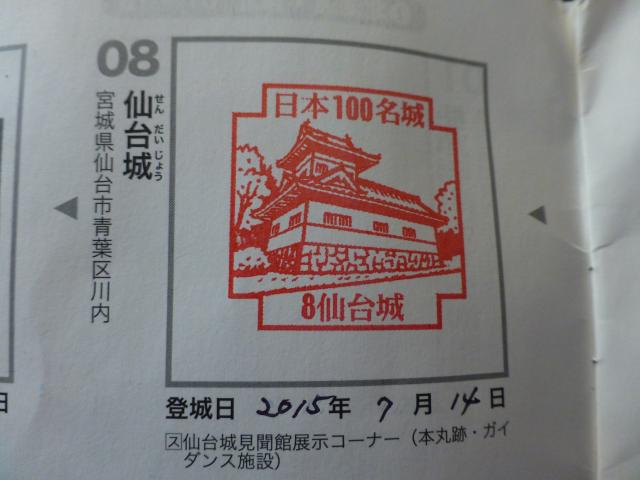 08
仙台城
せんだいじょう
宮城県仙台市青葉区川内
日本100名城
8仙台城
登城日 2015年 7月 14日
🅂仙台城見聞館展示コーナー（本丸跡・ガイ
ダンス施設）
日